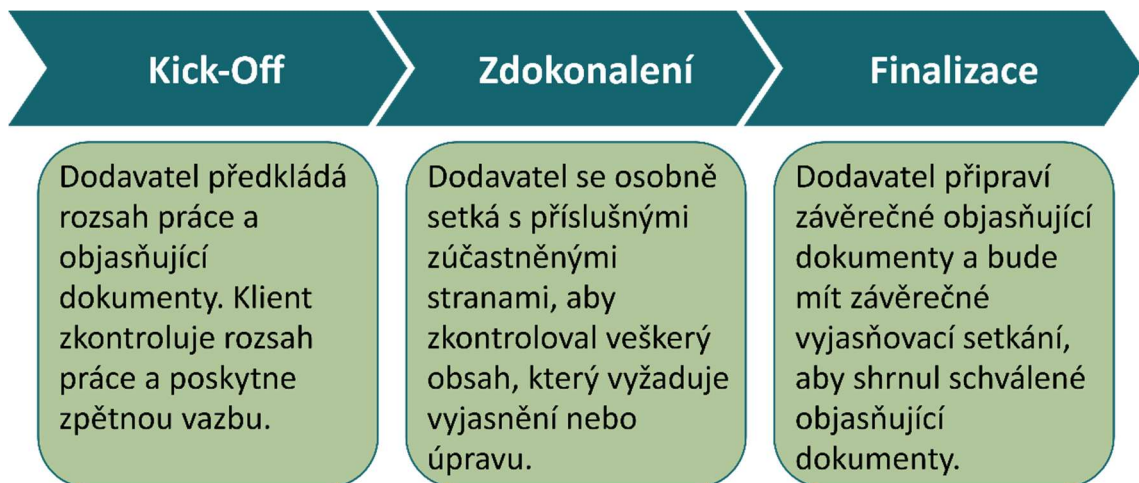 Kick-Off
Zdokonalení
Finalizace
Dodavatel předkládá
rozsah práce a
objasňující
dokumenty. Klient
zkontroluje rozsah
práce a poskytne
zpětnou vazbu.
Dodavatel se osobně
setká s příslušnými
zúčastněnými
stranami, aby
zkontroloval veškerý
obsah, který vyžaduje
vyjasnění nebo
úpravu.
Dodavatel připraví
závěrečné objasňující
dokumenty a bude
mít závěrečné
vyjasňovací setkání,
aby shrnul schválené
objasňující
dokumenty.